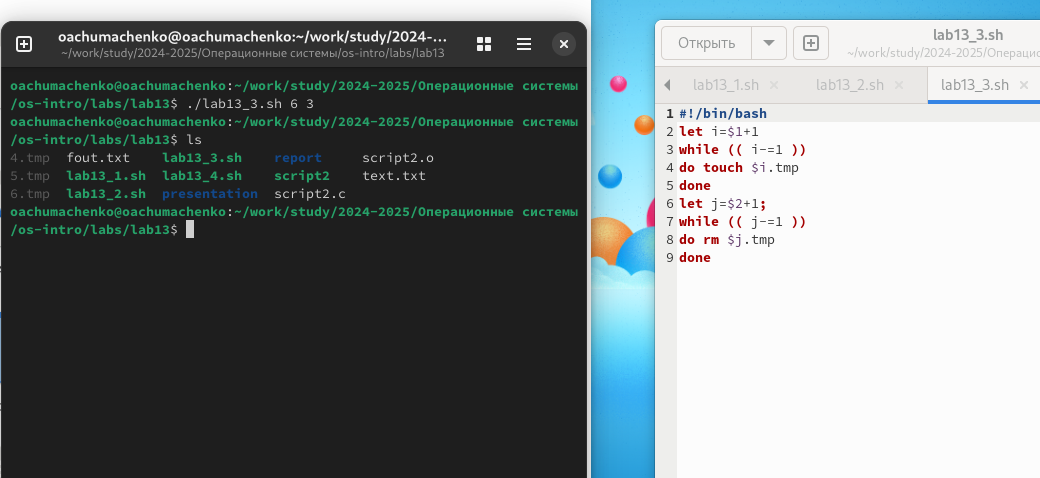 oachumachenko@oachumachenko:~/work/study/2024-...
~/work/study/2024-2025/Операционные системы/os-intro/labs/lab13
oachumachenko@oachumachenko:~/work/study/2024-2025/Операционные системы
/os-intro/labs/lab13$ ./lab13_3.sh 6 3
oachumachenko@oachumachenko:~/work/study/2024-2025/Операционные системы
/os-intro/labs/lab13$ ls
4.tmp fout.txt lab13_3.sh report script2.o
5.tmp lab13_1.sh lab13_4.sh script2 text.txt
6.tmp lab13_2.sh presentation script2.c
oachumachenko@oachumachenko:~/work/study/2024-2025/Операционные системы
/os-intro/labs/lab13$
Открыть
lab13_3.sh
~/work/study/2024-2025/Операцис
lab13_1.sh lab13_2.sh lab13_3.sh
1 #!/bin/bash
2 let i=$1+1
3 while (( i-=1 ))
4 do touch $i.tmp
5 done
6 let j=$2+1;
7 while (( j-=1 ))
8 do rm $j.tmp
9 done